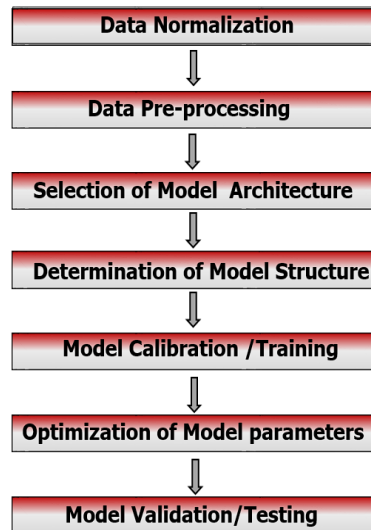 Data Normalization
Data Pre-processing
Selection of Model Architecture
Determination of Model Structure
Model Calibration /Training
Optimization of Model parameters
Model Validation/Testing